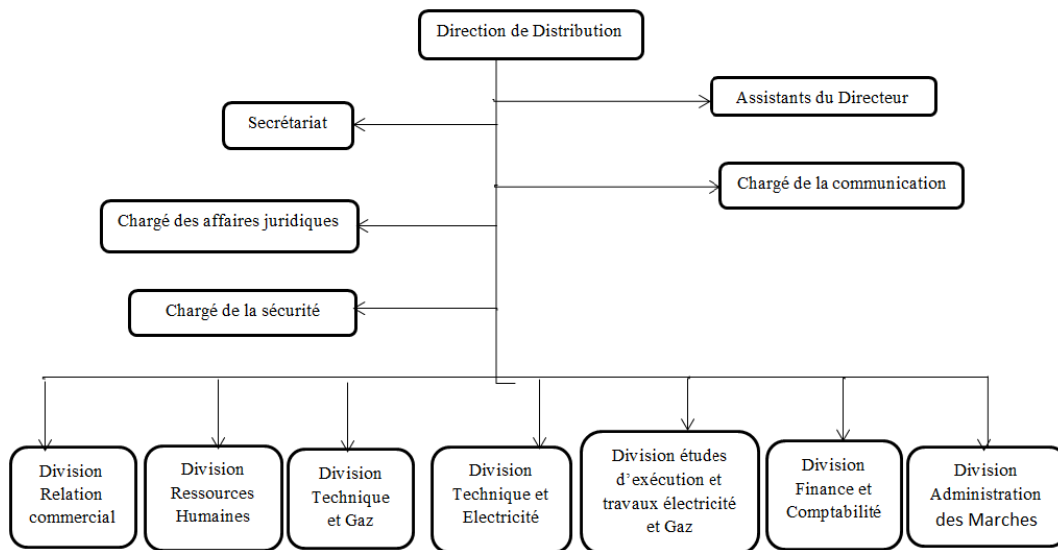 Direction de Distribution
Assistants du Directeur
Secrétariat
Chargé de la communication
Chargé des affaires juridiques
Chargé de la sécurité
Division
Relation
commercial
Division
Ressources
Humaines
Division
Technique
et Gaz
Division
Technique et
Electricité
Division études
d’exécution et
travaux électricité
et Gaz
Division
Finance et
Comptabilité
Division
Administration
des Marches